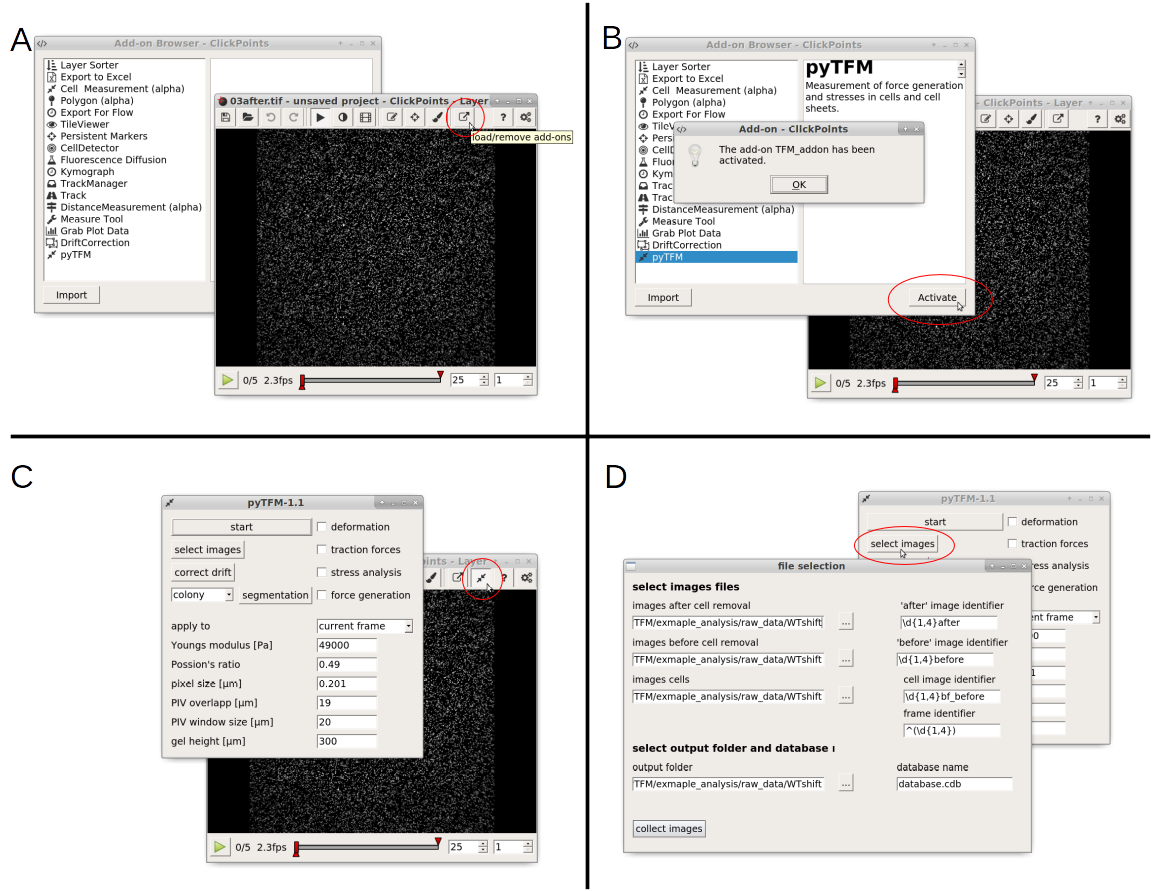 A
Add-on Browser - ClickPoints
Layer Sorter
Export to Excel
Cell Measurement (alpha)
Polygon (alpha)
Export For Flow
TileViewer
Persistent Markers
CellDetector
Fluorescence Diffusion
Kymograph
TrackManager
Track
DistanceMeasurement (alpha)
Measure Tool
Grab Plot Data
DriftCorrection
pyTFM
Import
03after.tif - unsaved project - ClickPoints - Layer
?
load/remove add-ons
0/5 2.3fps
25
1
B
Add-on Browser - ClickPoints
Layer Sorter
Export to Excel
Cell Measurement (alpha)
Polygon (alpha)
Export For Flow
TileV
Pers
CellD
Fluor
Kym
Trac
Trac
DistanceMeasurement (alpha)
Measure Tool
Grab Plot Data
DriftCorrection
pyTFM
Import
pyTFM
Measurement of force generation
and stresses in cells and cell
sheets.
Activate
Add-on - ClickPoints
The add-on TFM_addon has been
activated.
OK
- ClickPoints - Layer
?
0/5 2.3fps
25
1
C
pyTFM-1.1
start
deformation
select images
traction forces
correct drift
stress analysis
colony
segmentation
force generation
apply to
current frame
Youngs modulus [Pa]
49000
Possion's ratio
0.49
pixel size [µm]
0.201
PIV overlapp [µm]
19
PIV window size [µm]
20
gel height [µm]
300
oints - Layer
?
0/5 2.3fps
25
1
D
pyTFM-1.1
start
deformation
select images
traction forces
ress analysis
rce generation
ent frame
file selection
select images files
images after cell removal
'after' image identifier
TFM/exmaple_analysis/raw_data/WTshift
...
\d{1,4}after
images before cell removal
'before' image identifier
TFM/exmaple_analysis/raw_data/WTshift
...
\d{1,4}before
images cells
cell image identifier
TFM/exmaple_analysis/raw_data/WTshift
...
\d{1,4}bf_before
frame identifier
^(\d{1,4})
select output folder and database
output folder
database name
TFM/exmaple_analysis/raw_data/WTshift
...
database.cdb
collect images